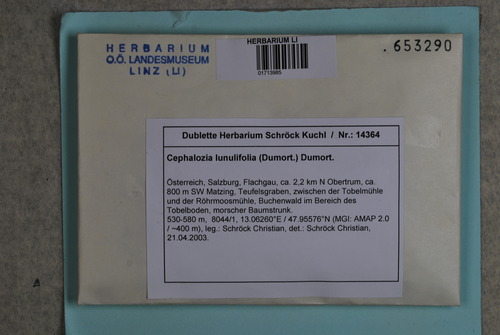 HERBARIUM
O.Ö. LANDESMUSEUM
LINZ (LI)
HERBARIUM LI
01713985
.653290
Dublette Herbarium Schröck Kuchl / Nr.: 14364
Cephalozia lunulifolia (Dumort.) Dumort.
Österreich, Salzburg, Flachgau, ca. 2,2 km N Obertrum, ca.
800 m SW Matzing, Teufelsgraben, zwischen der Tobelmühle
und der Röhrmoosmühle, Buchenwald im Bereich des
Tobelboden, morscher Baumstrunk.
530-580 m, 8044/1, 13.06260°E / 47.95576°N (MGI: AMAP 2.0
/ ~400 m), leg.: Schröck Christian, det.: Schröck Christian,
21.04.2003.